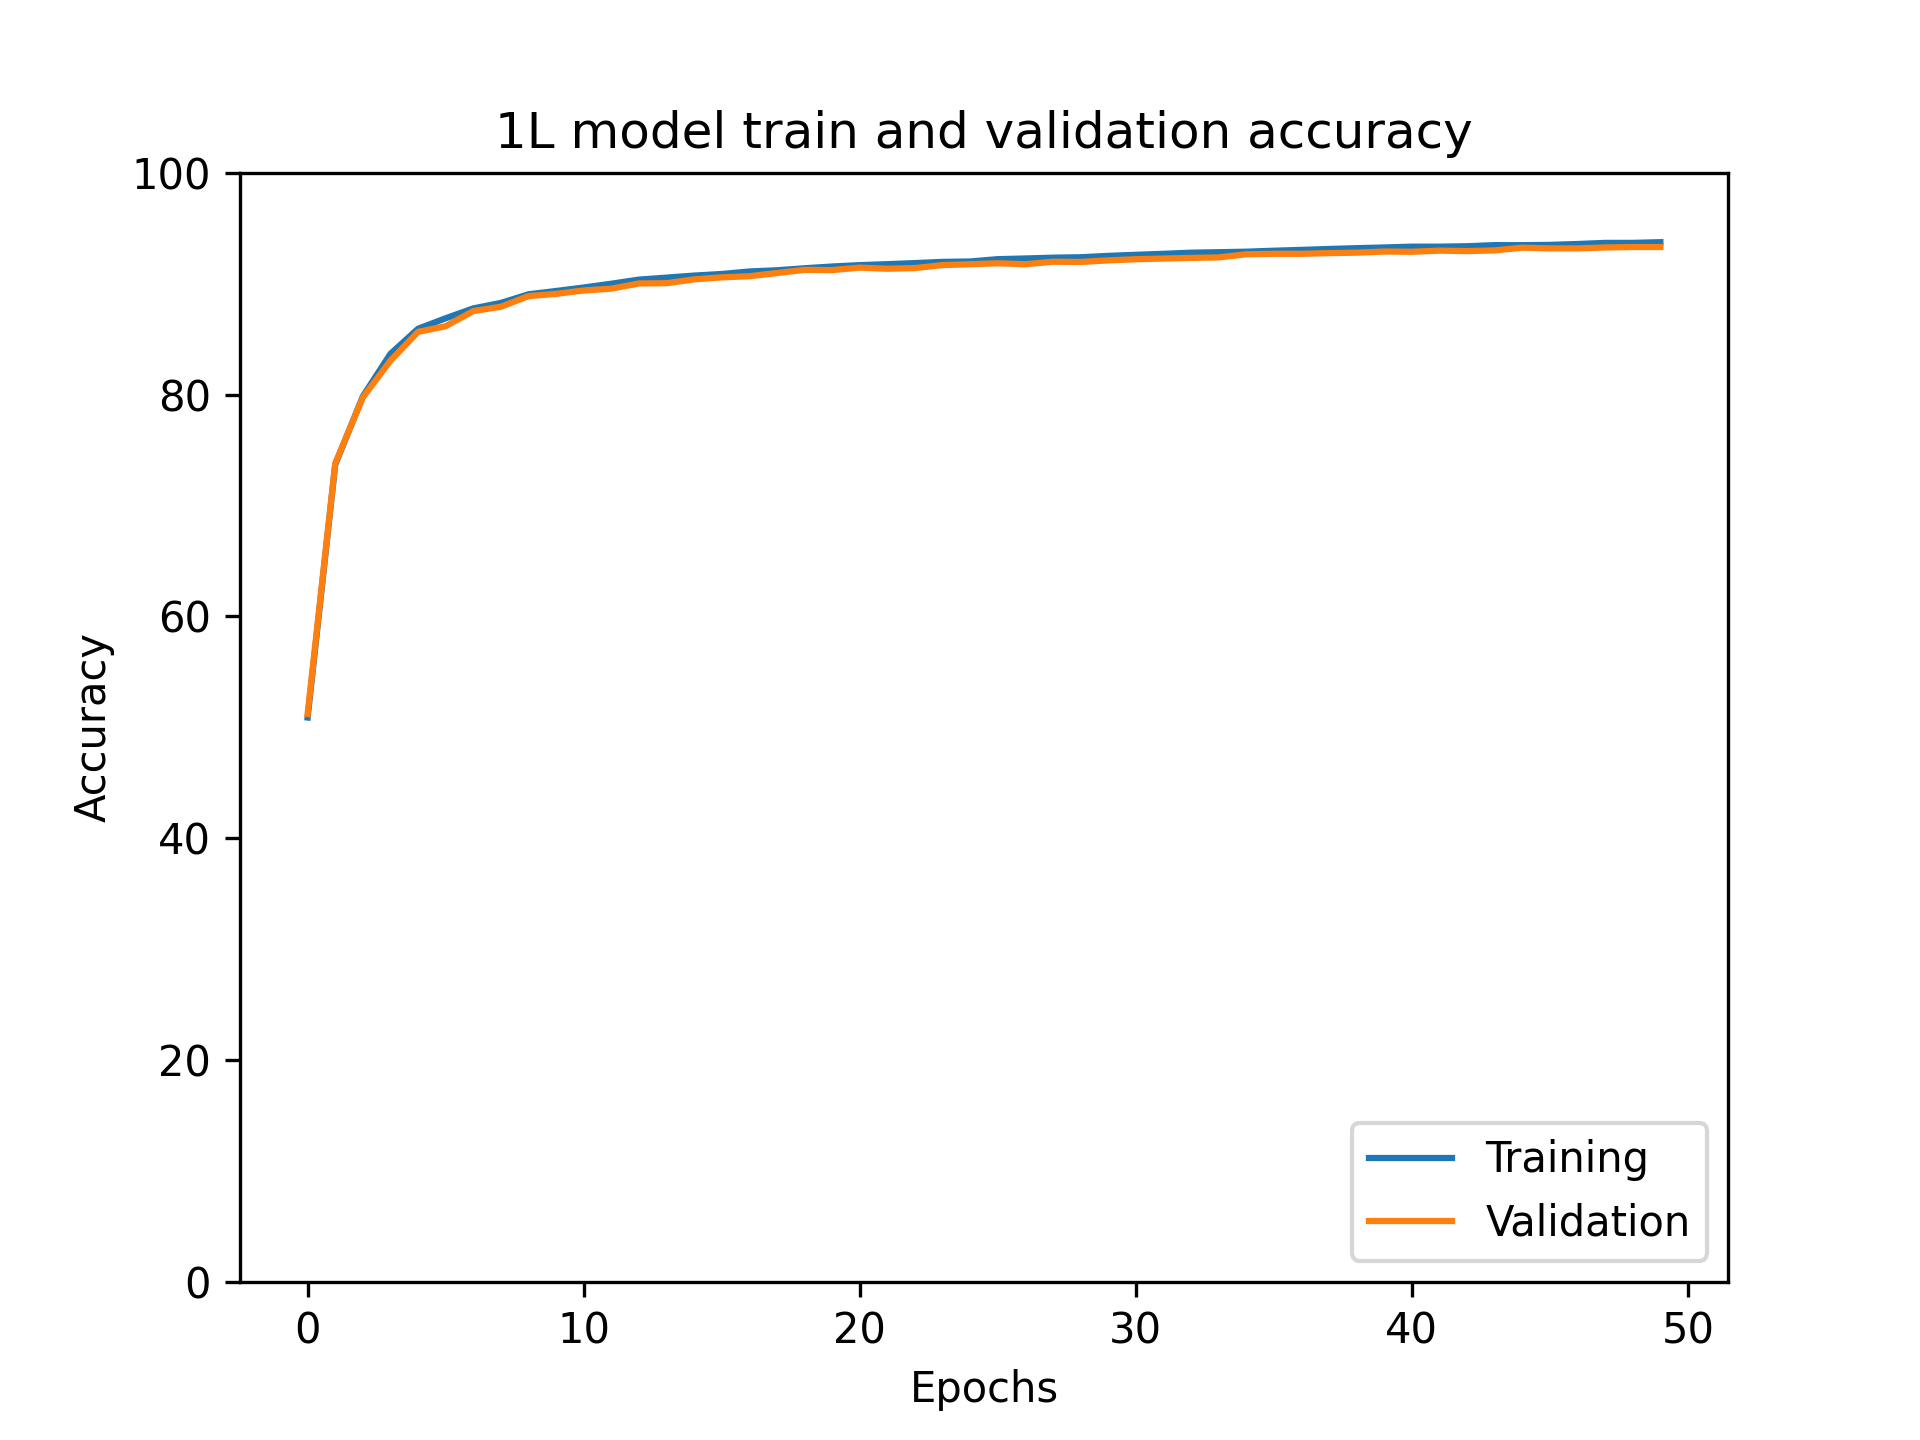 1L model train and validation accuracy
100
80
60
40
20
0
Accuracy
Training
Validation
0 10 20 30 40 50
Epochs